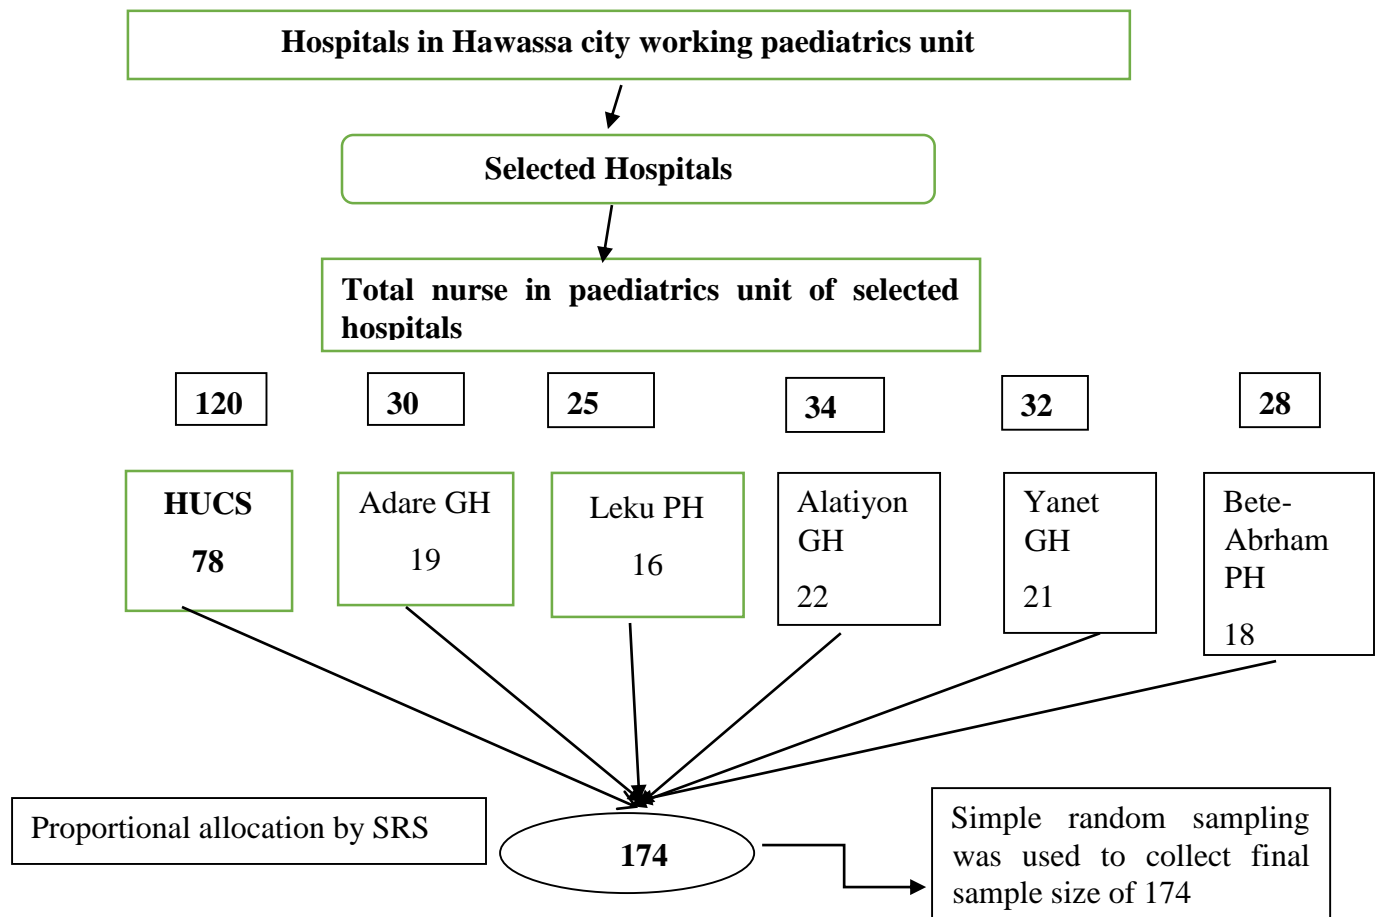 Hospitals in Hawassa city working paediatrics unit
Selected Hospitals
Total nurse in paediatrics unit of selected
hospitals
120
30
25
34
32
28
HUCS
78
Adare GH
19
Leku PH
16
Alatiyon
GH
22
Yanet
GH
21
Bete-
Abrham
PH
18
Proportional allocation by SRS
174
Simple random sampling
was used to collect final
sample size of 174